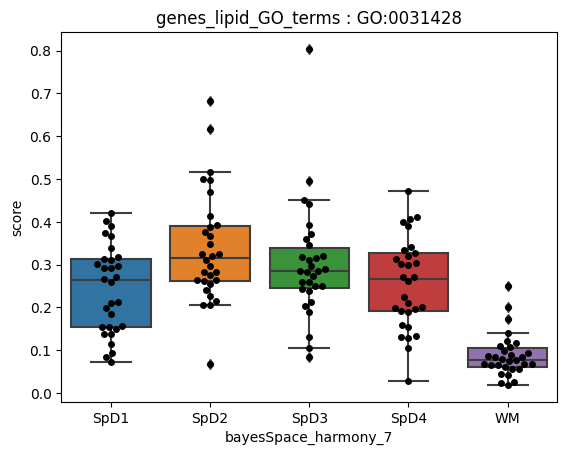 genes_lipid_GO_terms : GO:0031428
0.8
0.7
0.6
0.5
0.4
0.3
0.2
0.1
0.0
score
SpD1 SpD2 SpD3 SpD4 WM
bayesSpace_harmony_7